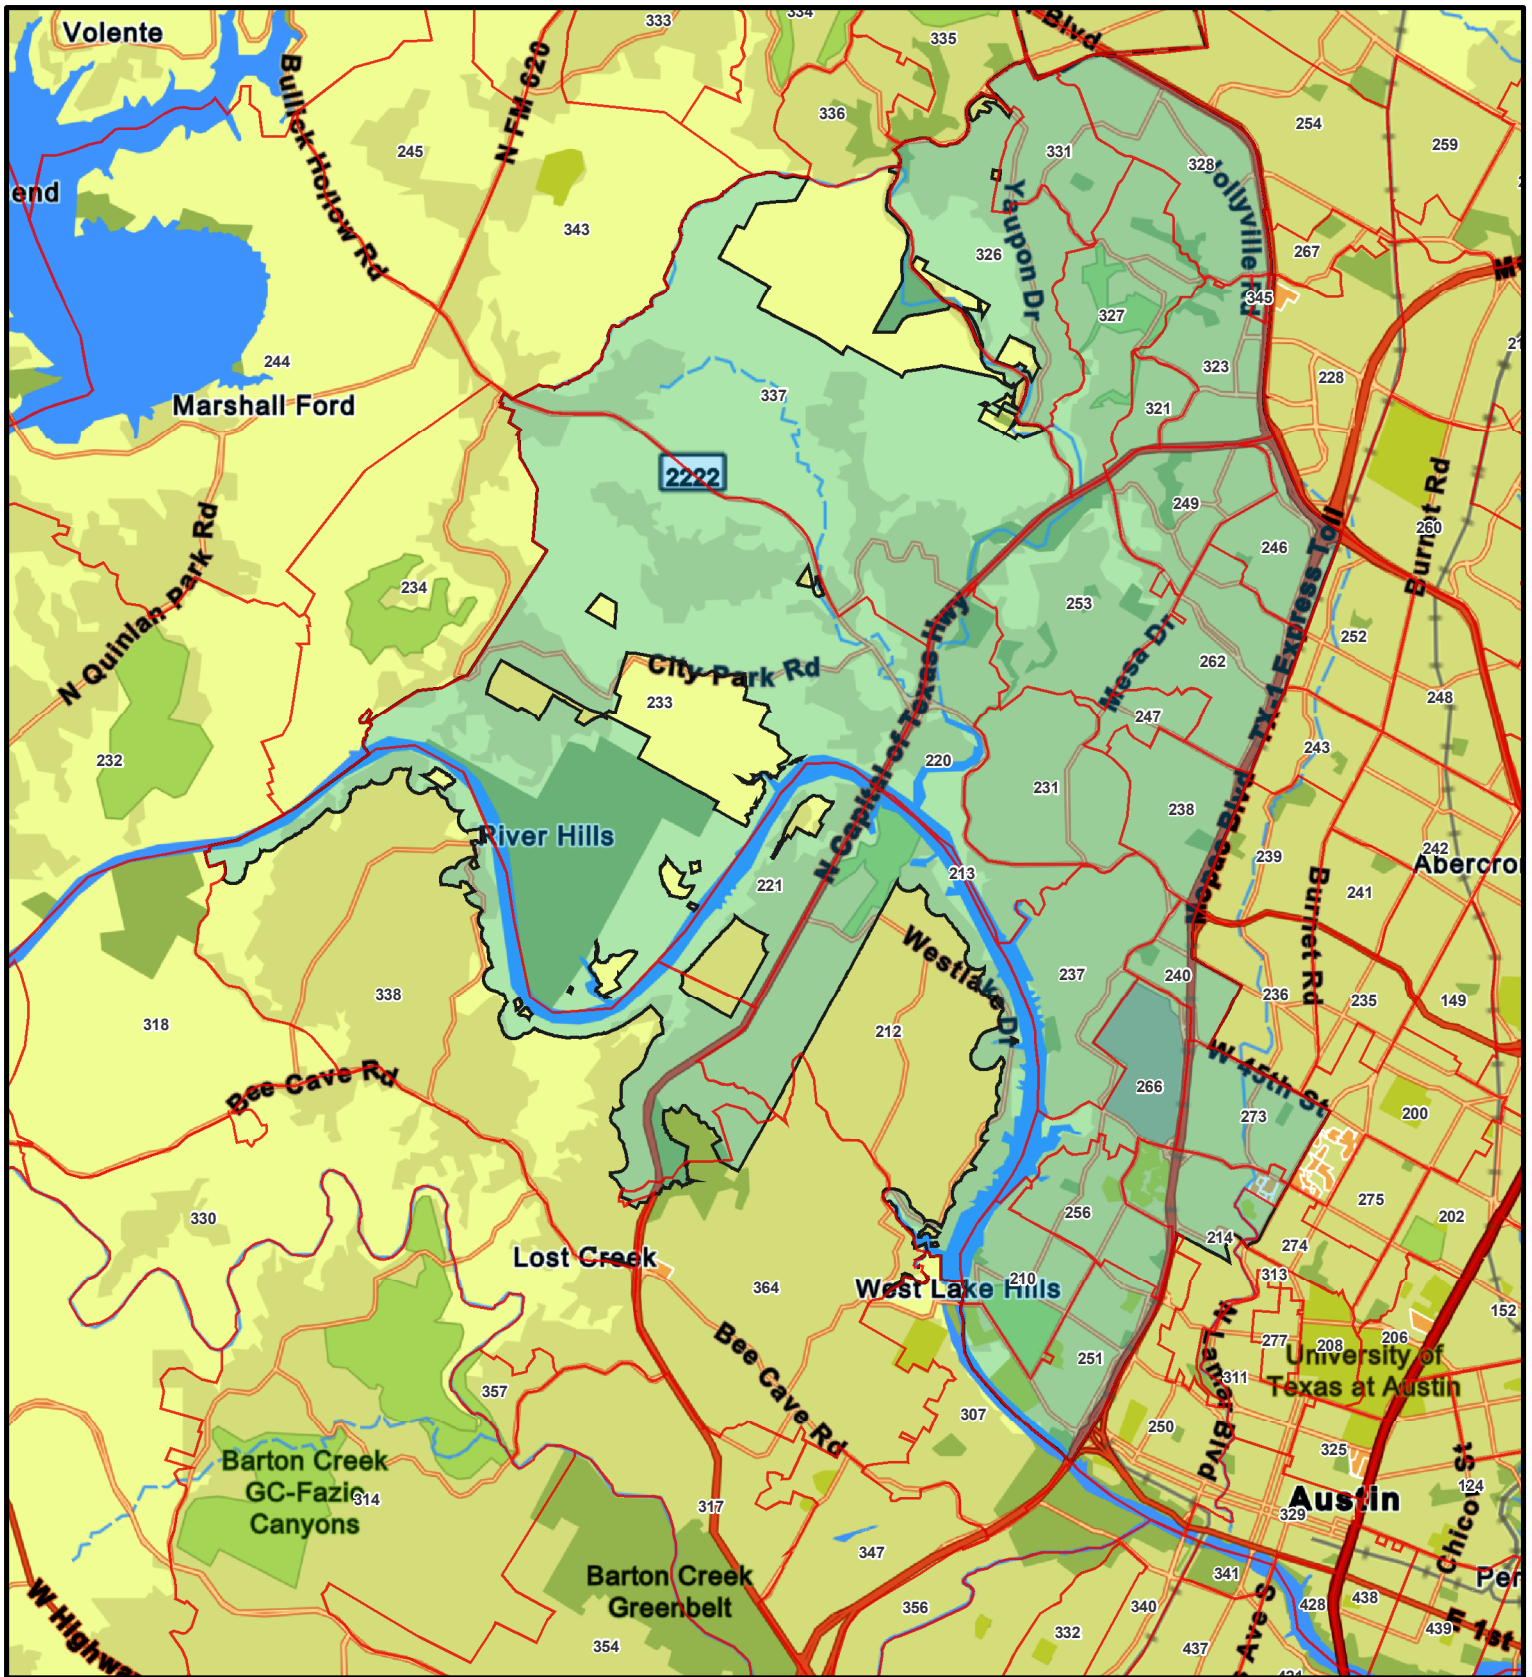 Volente
333
334
335
Blvd
Bullick Hollow Rd
N FM 620
336
254
259
245
331
328
Jollyville Rd
end
Yaupon Dr
343
326
267
345
327
244
323
228
337
321
Marshall Ford
2222
249
Burnet Rd
260
246
N Quinlan Park Rd
234
253
Mesa Dr
252
TX-1 Express Toll
262
City Park Rd
N Capital of Texas Hwy
233
247
248
232
220
243
231
238
Mopac Blvd
River Hills
242
239
Abercro
213
221
241
Burnet Rd
Westlake Dr
237
240
338
236
235
149
318
212
Bee Cave Rd
W 45th St
266
273
200
275
330
256
202
214
274
Lost Creek
313
210
364
West Lake Hills
152
N Lamar Blvd
277
208
206
Bee Cave Rd
251
University of
Texas at Austin
311
357
307
250
325
Barton Creek
GC-Fazio
Canyons
314
124
Austin
317
329
Chicon St
347
341
Barton Creek
Greenbelt
Per
W Highway
356
340
428
438
S Ave
439
E 1st
332
354
437
431